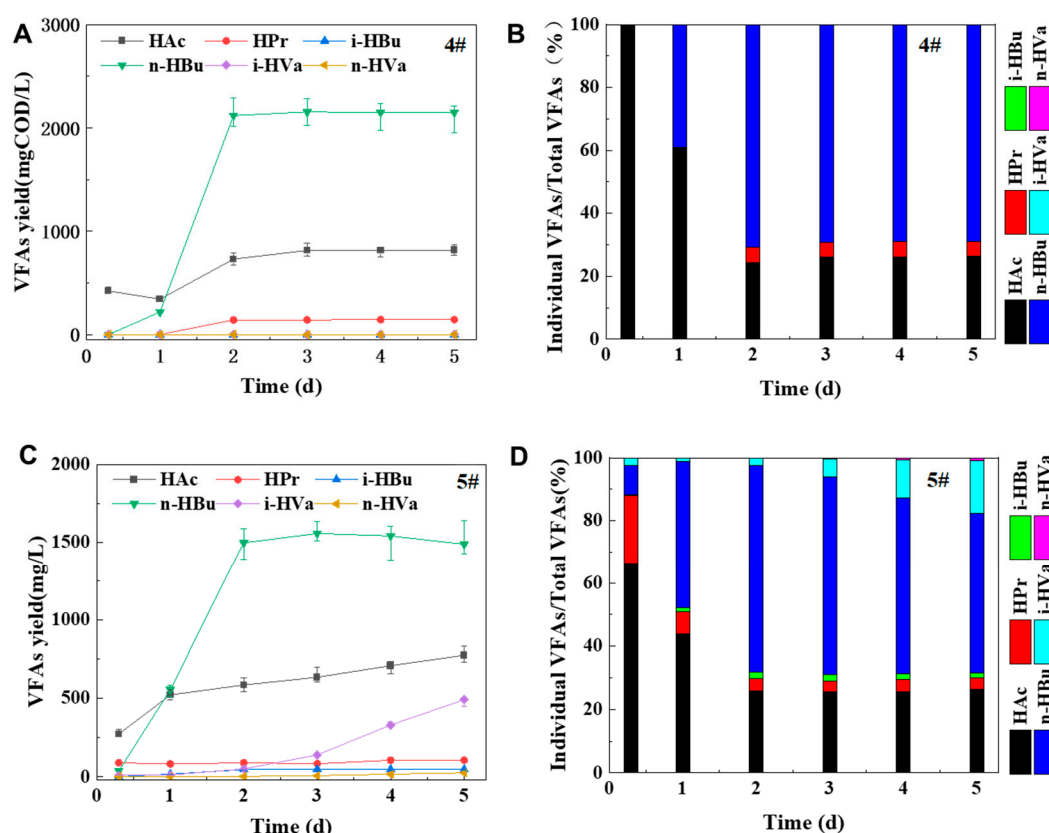 A
VFAs yield(mgCOD/L)
3000
2000
1000
0
HAc HPr i-HBu
n-HBu i-HVa n-HVa
4#
0 1 2 3 4 5
Time (d)
B
Individual VFAs/Total VFAs (%)
100
80
60
40
20
0
4#
0 1 2 3 4 5
Time (d)
HAc HPr i-HBu
n-HBu i-HVa n-HVa
C
VFAs yield(mg/L)
2000
1500
1000
500
0
HAc HPr i-HBu
n-HBu i-HVa n-HVa
5#
0 1 2 3 4 5
Time (d)
D
Individual VFAs/Total VFAs(%)
100
80
60
40
20
0
5#
0 1 2 3 4 5
Time (d)
HAc HPr i-HBu
n-HBu i-HVa n-HVa